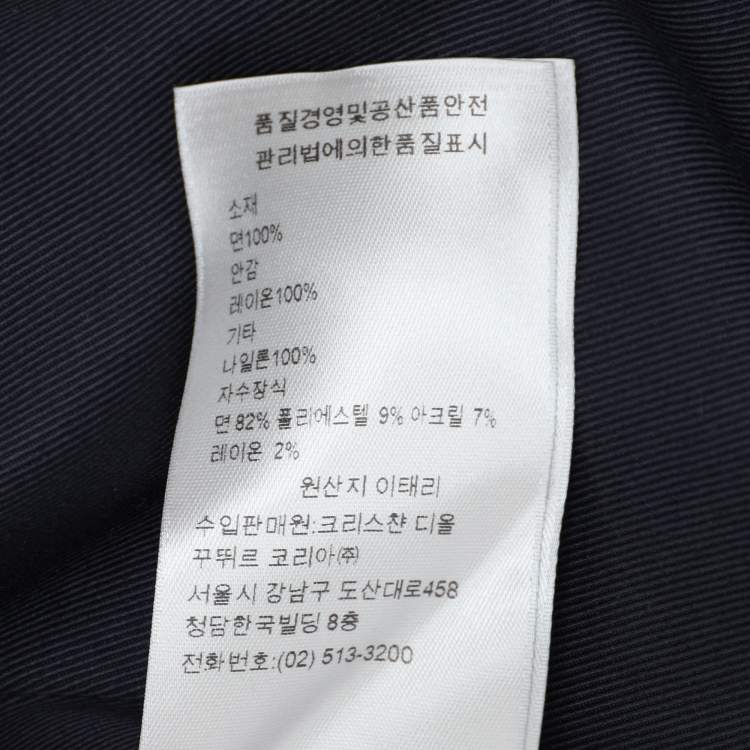 품질경영및공산품안전
관리법에의한품질표시
소재
면100%
안감
레이온100%
기타
나일론100%
자수장식
면 82% 폴리에스텔 9% 아크릴 7%
레이온 2%
원산지 이태리
수입판매원:크리스챤 디올
꾸뛰르 코리아㈜
서울시 강남구 도산대로458
청담한국빌딩 8층
전화번호:(02) 513-3200